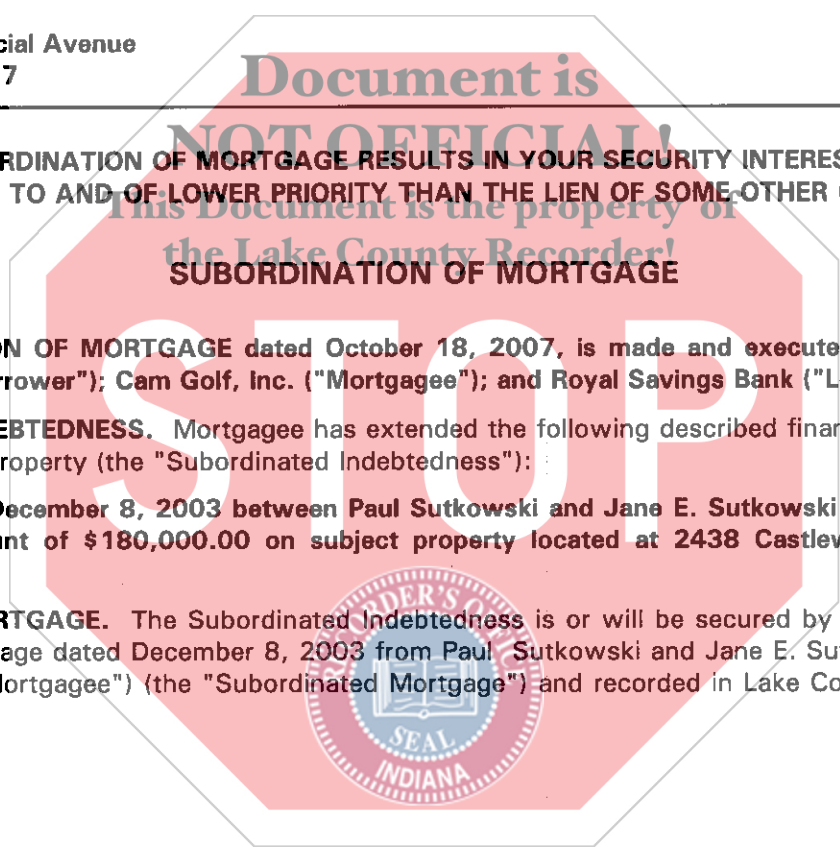 cial Avenue
7
Document is
NOT OFFICIAL!
RDINATION OF MORTGAGE RESULTS IN YOUR SECURITY INTERES
TO AND OF LOWER PRIORITY THAN THE LIEN OF SOME OTHER
This Document is the property of
the Lake County Recorder!
SUBORDINATION OF MORTGAGE
STOP
ON OF MORTGAGE dated October 18, 2007, is made and execute
rrower"); Cam Golf, Inc. ("Mortgagee"); and Royal Savings Bank ("L
EBTEDNESS. Mortgagee has extended the following described finan
roperty (the "Subordinated Indebtedness"):
December 8, 2003 between Paul Sutkowski and Jane E. Sutkowski
nt of $180,000.00 on subject property located at 2438 Castlew
RTGAGE. The Subordinated Indebtedness is or will be secured by
age dated December 8, 2003 from Paul Sutkowski and Jane E. Su
ortgagee") (the "Subordinated Mortgage") and recorded in Lake Co
RECORDER'S OFFICE
SEAL
INDIANA